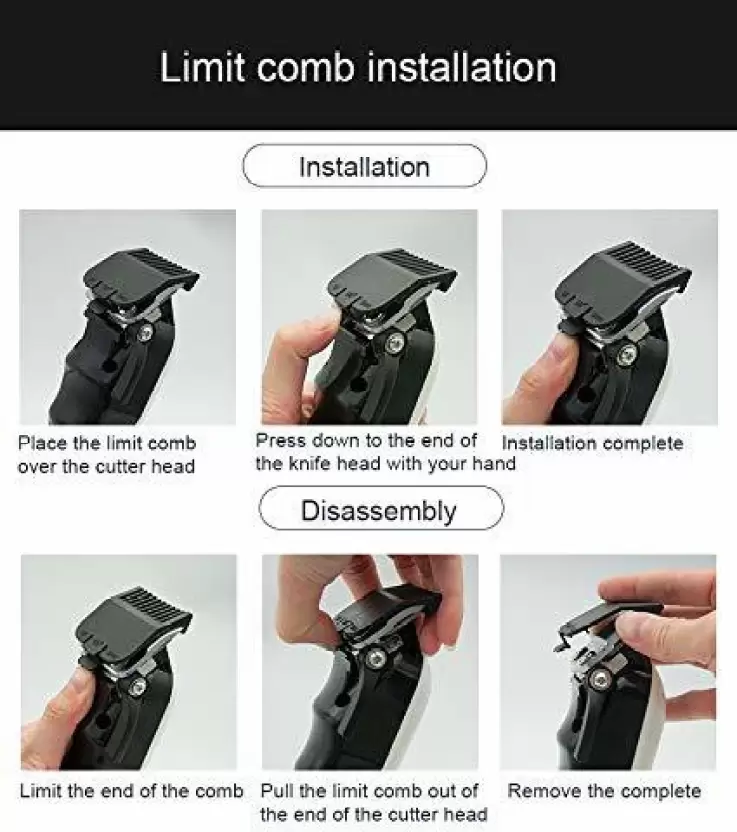 Limit comb installation
Installation
Place the limit comb
over the cutter head
Press down to the end of
the knife head with your hand
Installation complete
Disassembly
Limit the end of the comb
Pull the limit comb out of
the end of the cutter head
Remove the complete